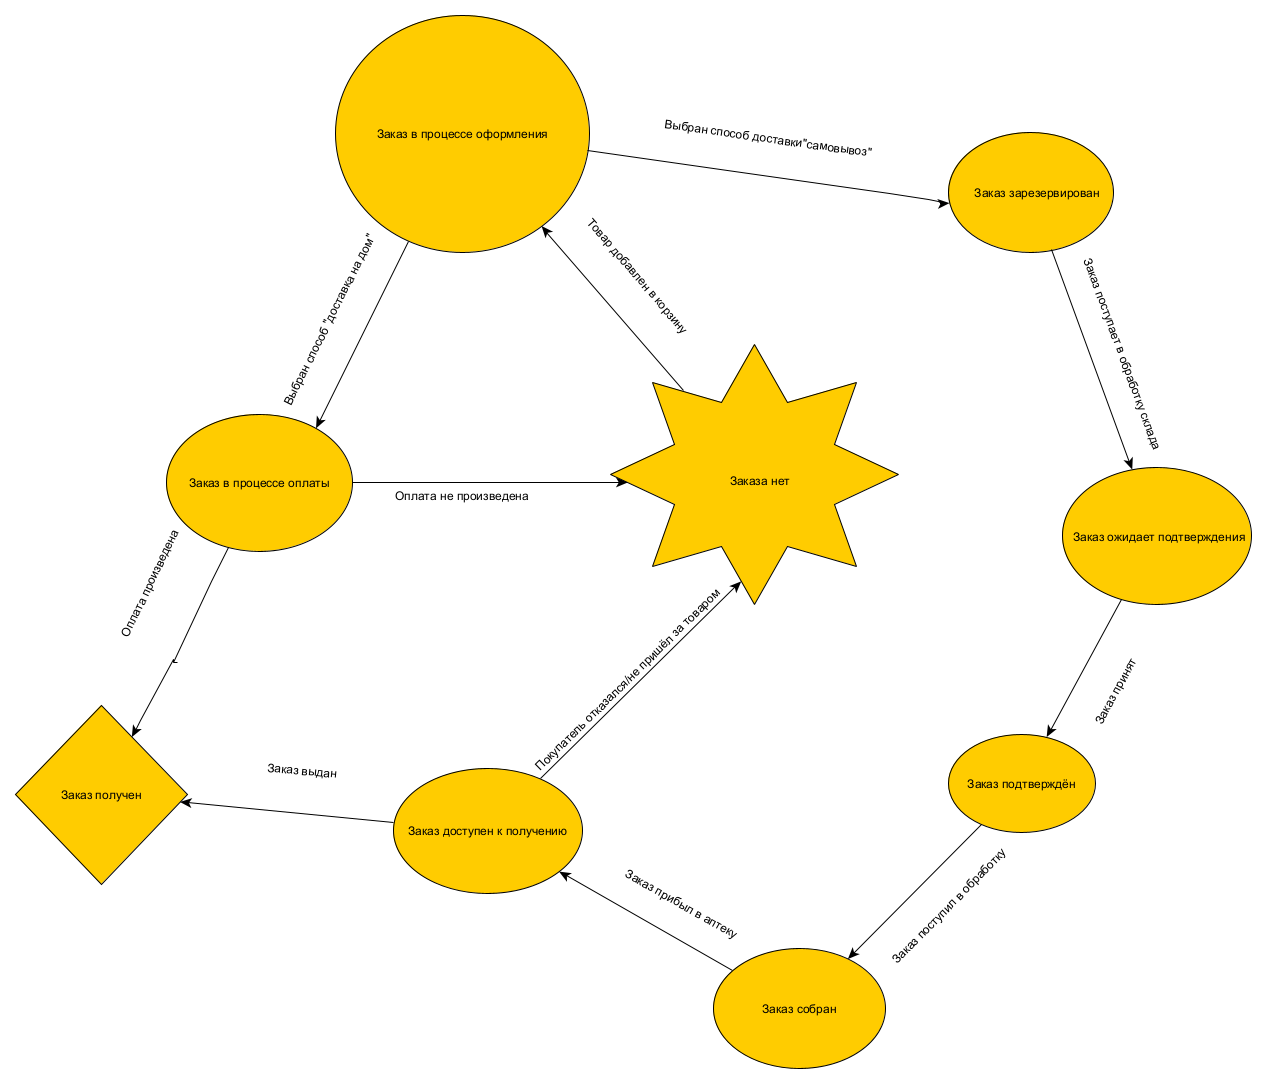 Заказ в процессе оформления
Выбран способ доставки"самовывоз"
Заказ зарезервирован
Товар добавлен в корзину
Выбран способ "доставка на дом"
Заказ поступает в обработку склада
Заказ в процессе оплаты
Оплата не произведена
Заказа нет
Заказ ожидает подтверждения
Оплата произведена
Покупатель отказался/не пришёл за товаром
Заказ принят
Заказ выдан
Заказ получен
Заказ доступен к получению
Заказ подтверждён
Заказ прибыл в аптеку
Заказ поступил в обработку
Заказ собран